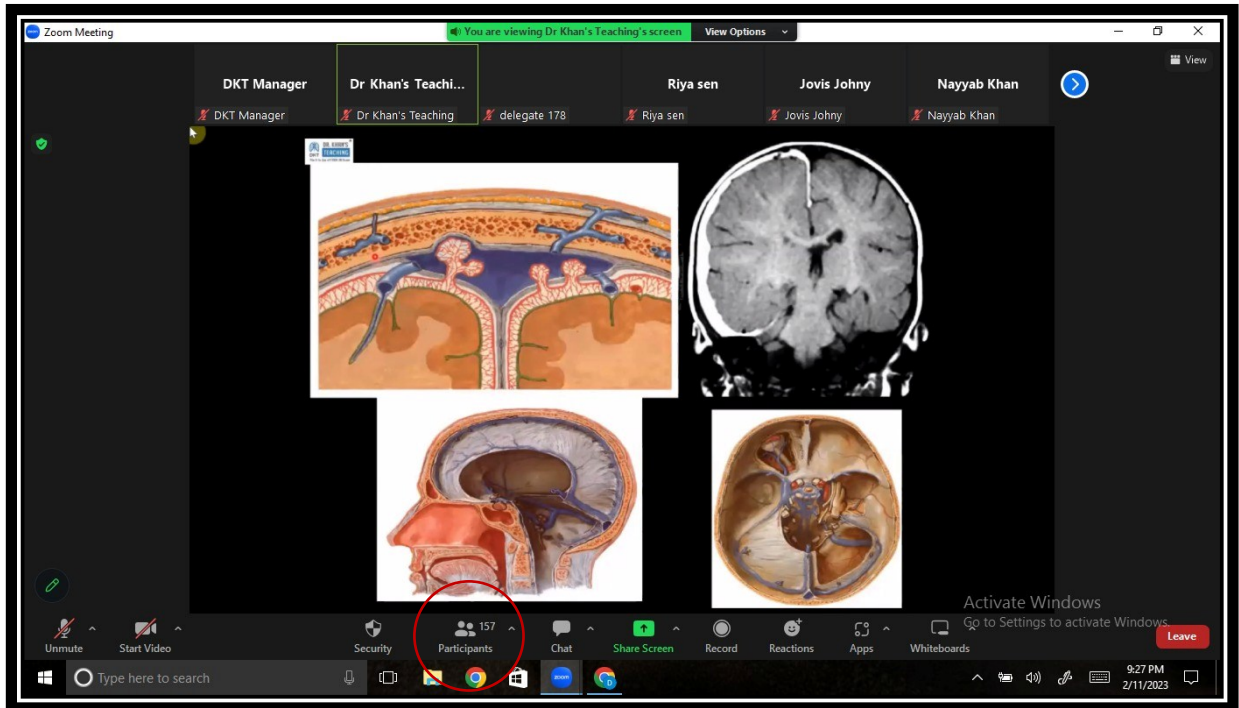 Zoom Meeting
You are viewing Dr Khan's Teaching's screen
View Options
View
DKT Manager
Dr Khan's Teachi...
Riya sen
Jovis Johny
Nayyab Khan
DKT Manager
Dr Khan's Teaching
delegate 178
Riya sen
Jovis Johny
Nayyab Khan
DR. KHAN'S
TEACHING
DKT
Activate Windows
Go to Settings to activate Windows.
Unmute
Start Video
Security
Participants
157
Chat
Share Screen
Record
Reactions
Apps
Whiteboards
Leave
Type here to search
zoom
9:27 PM
2/11/2023